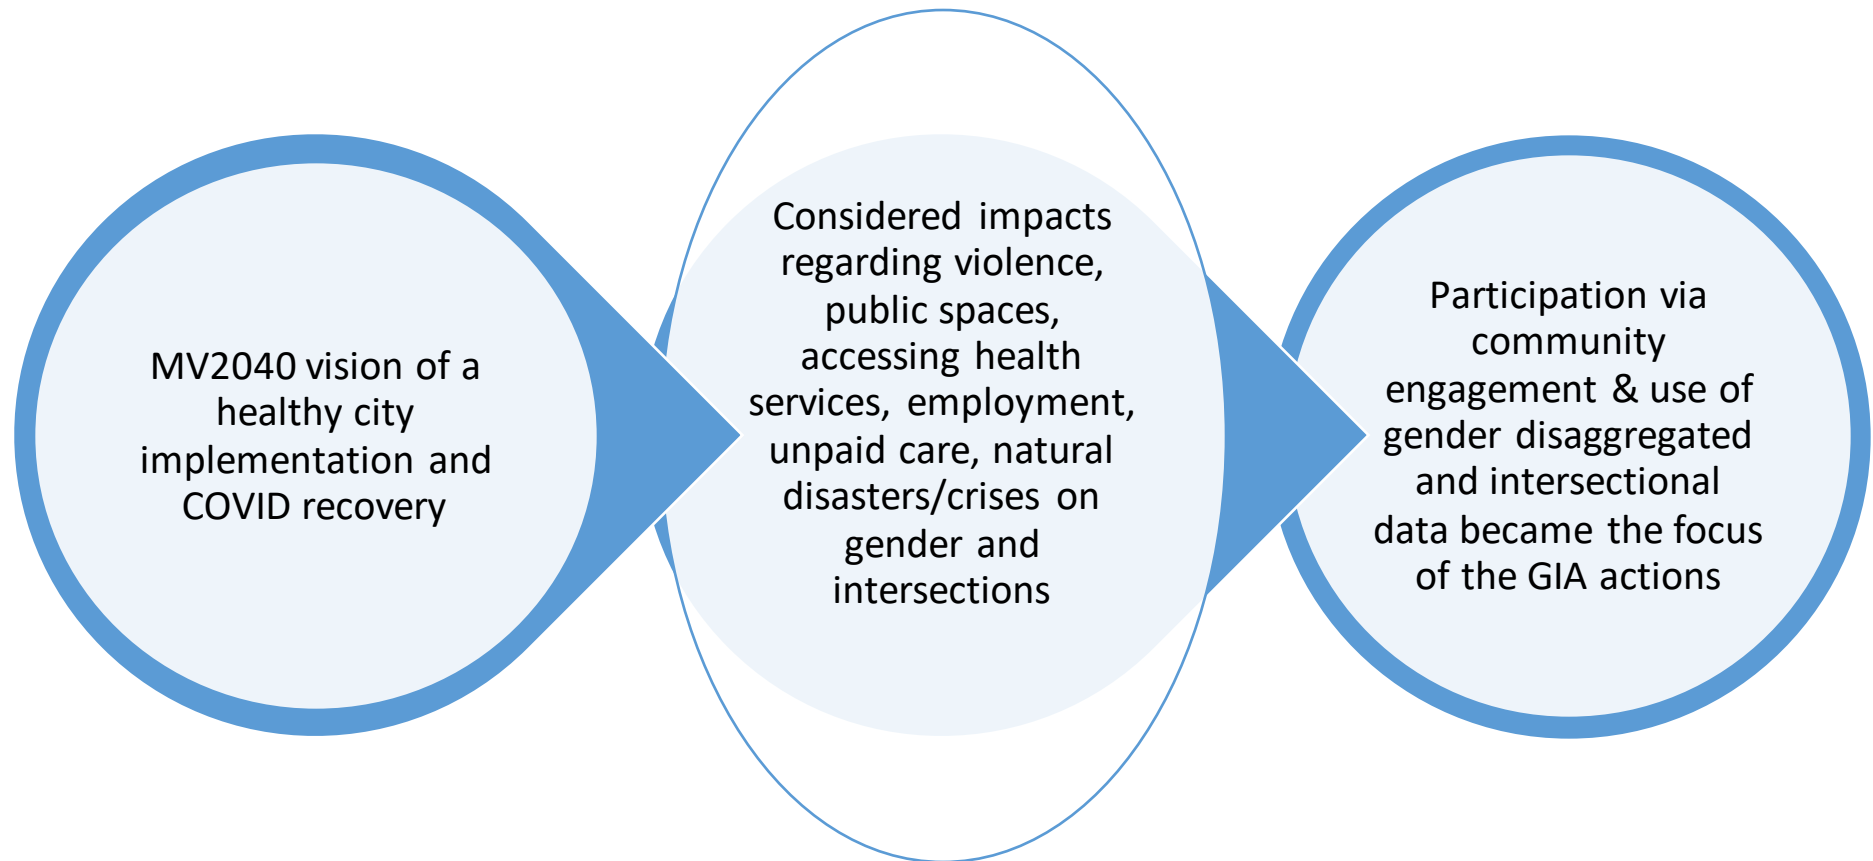 MV2040 vision of a
healthy city
implementation and
COVID recovery
Considered impacts
regarding violence,
public spaces,
accessing health
services, employment,
unpaid care, natural
disasters/crises on
gender and
intersections
Participation via
community
engagement & use of
gender disaggregated
and intersectional
data became the focus
of the GIA actions